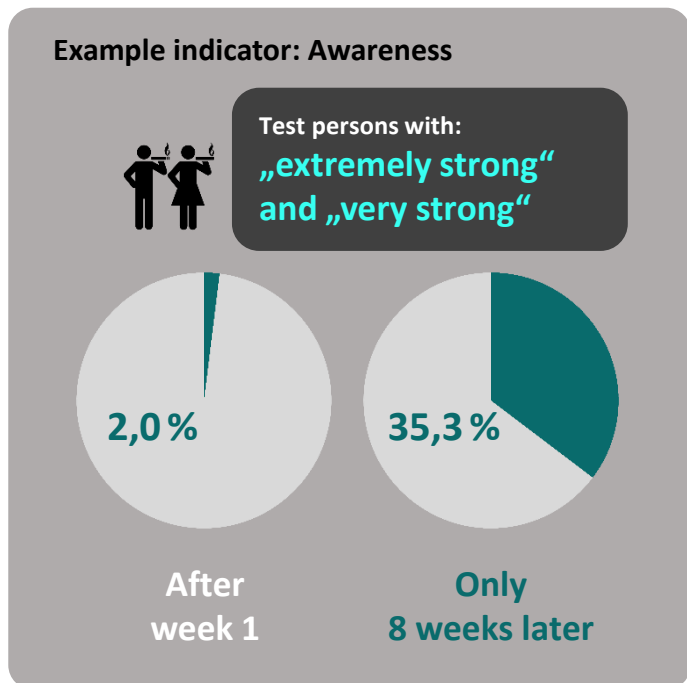 Example indicator: Awareness
Test persons with:
„extremely strong“
and „very strong“
2,0 %
35,3 %
After
week 1
Only
8 weeks later